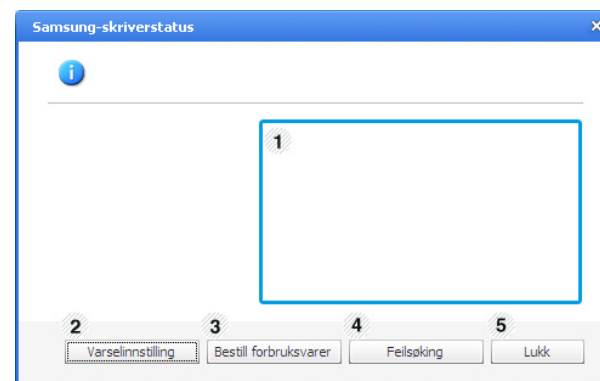 Samsung-skriverstatus
1
2 3 4 5
Varselinnstilling Bestill forbruksvarer Feilsøking Lukk